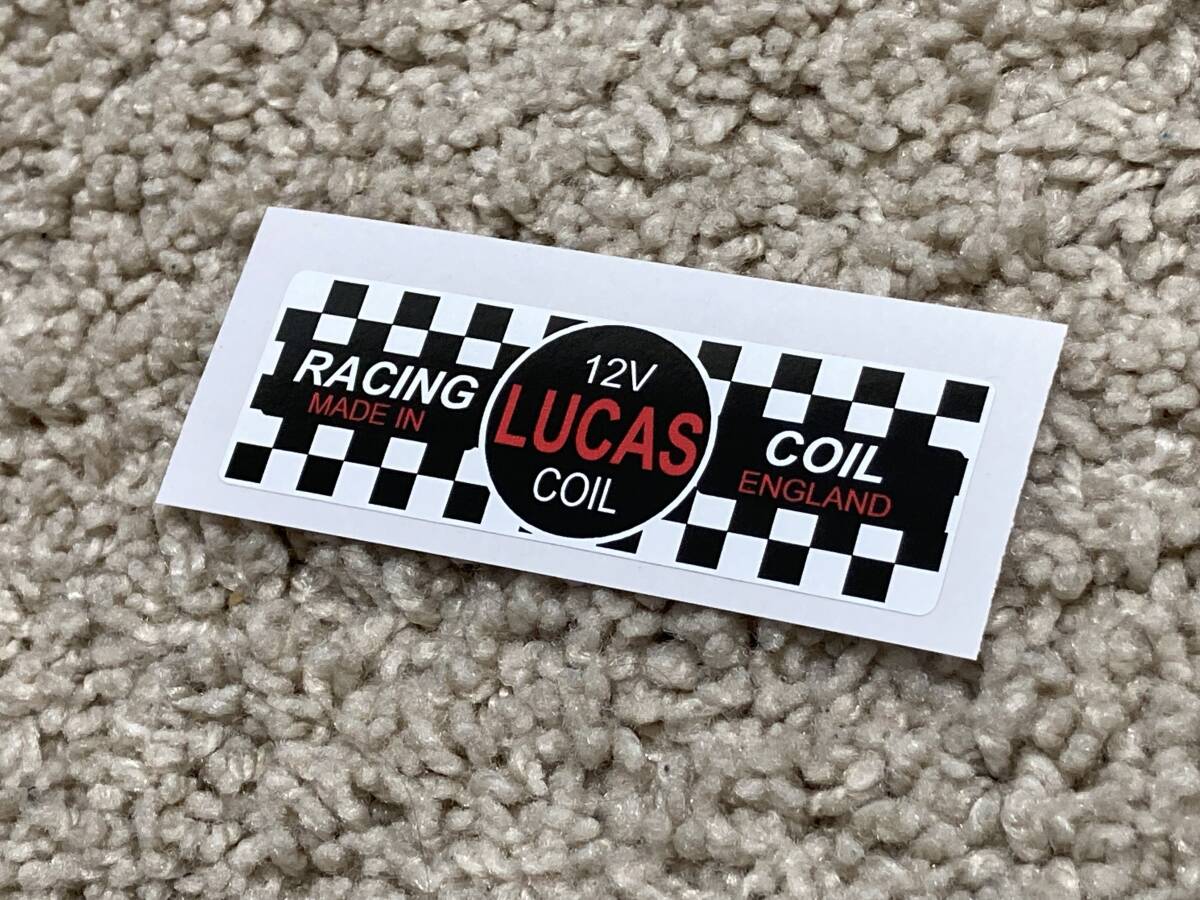 RACING
MADE IN
12V
LUCAS
COIL
COIL
ENGLAND